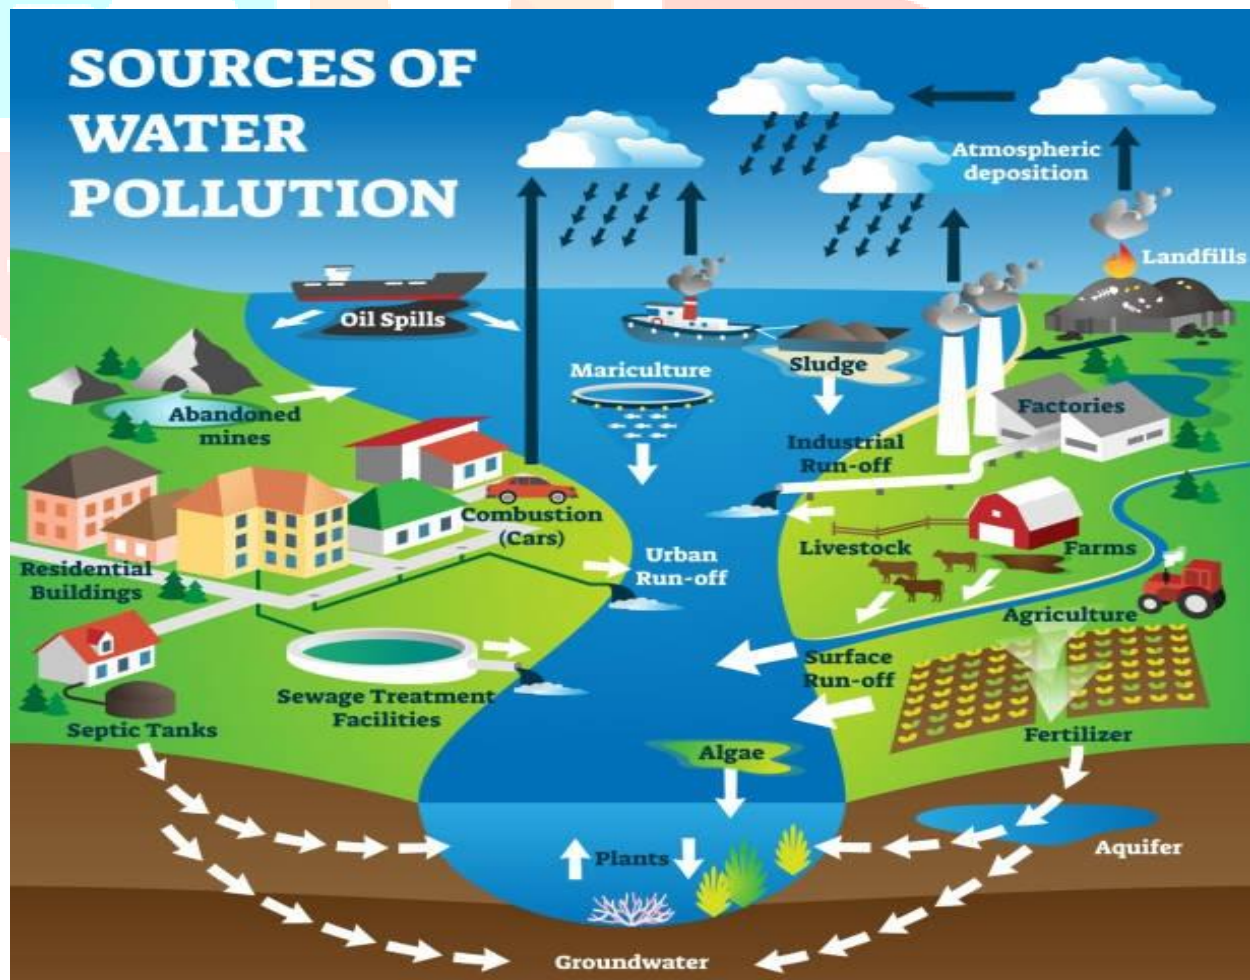 SOURCES OF
WATER
POLLUTION
Atmospheric
deposition
Landfills
Oil Spills
Mariculture
Sludge
Abandoned
mines
Factories
Industrial
Run-off
Combustion
(Cars)
Livestock
Farms
Urban
Run-off
Residential
Buildings
Agriculture
Surface
Run-off
Sewage Treatment
Facilities
Septic Tanks
Fertilizer
Algae
Plants
Aquifer
Groundwater